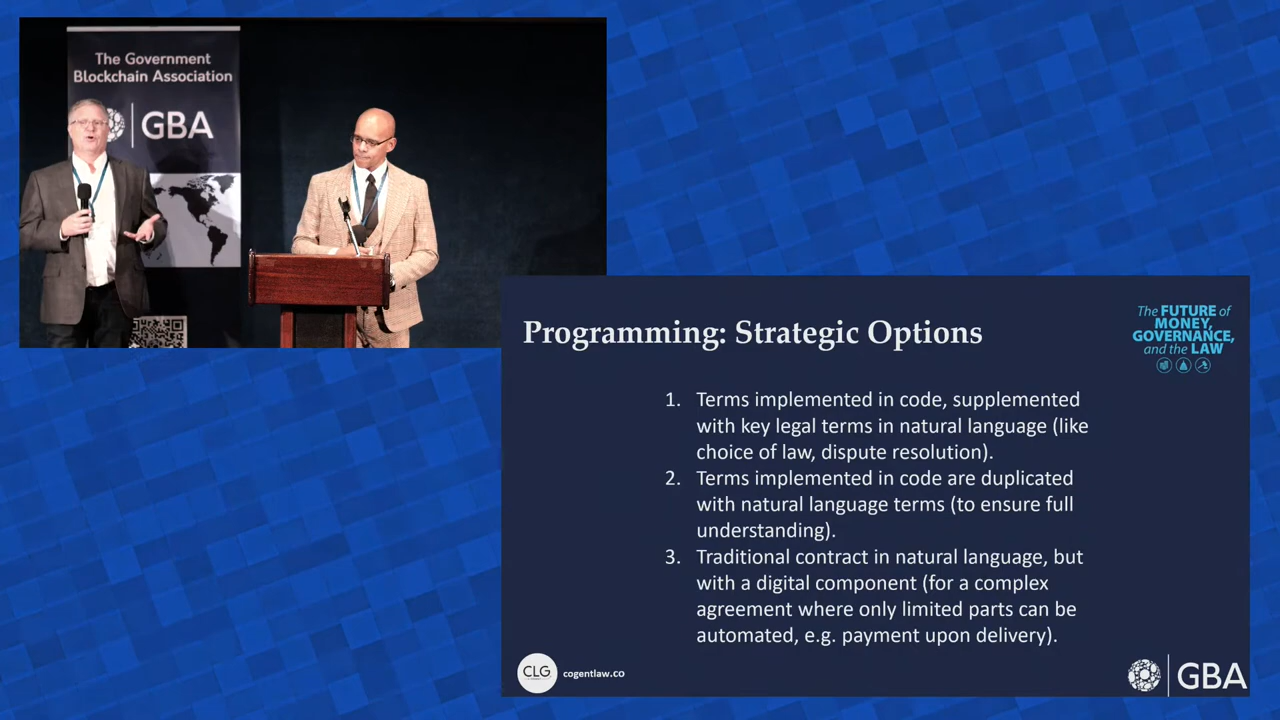 The Government
Blockchain Association
GBA
Programming: Strategic Options
The FUTURE of
MONEY,
GOVERNANCE,
and the LAW
1. Terms implemented in code, supplemented
with key legal terms in natural language (like
choice of law, dispute resolution).
2. Terms implemented in code are duplicated
with natural language terms (to ensure full
understanding).
3. Traditional contract in natural language, but
with a digital component (for a complex
agreement where only limited parts can be
automated, e.g. payment upon delivery).
CLG
cogentlaw.co
GBA